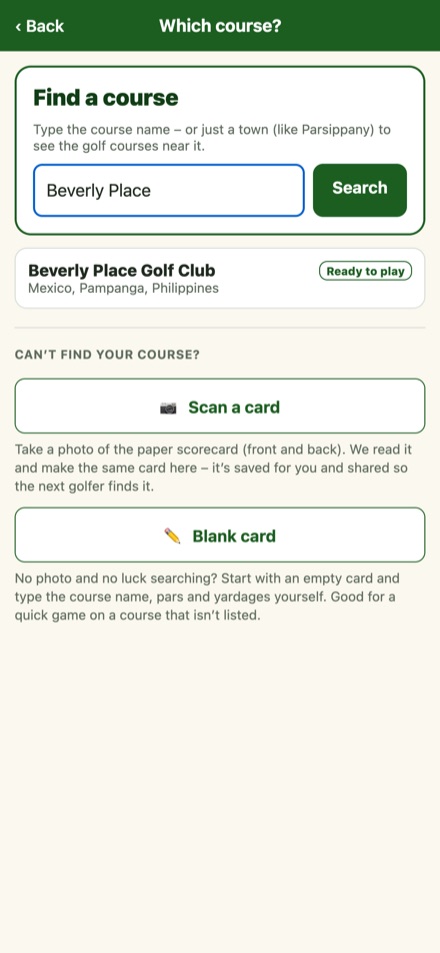 ‹ Back
Which course?
Find a course
Type the course name – or just a town (like Parsippany) to
see the golf courses near it.
Beverly Place
Search
Beverly Place Golf Club
Ready to play
Mexico, Pampanga, Philippines
CAN’T FIND YOUR COURSE?
Scan a card
Take a photo of the paper scorecard (front and back). We read it
and make the same card here – it’s saved for you and shared so
the next golfer finds it.
Blank card
No photo and no luck searching? Start with an empty card and
type the course name, pars and yardages yourself. Good for a
quick game on a course that isn’t listed.